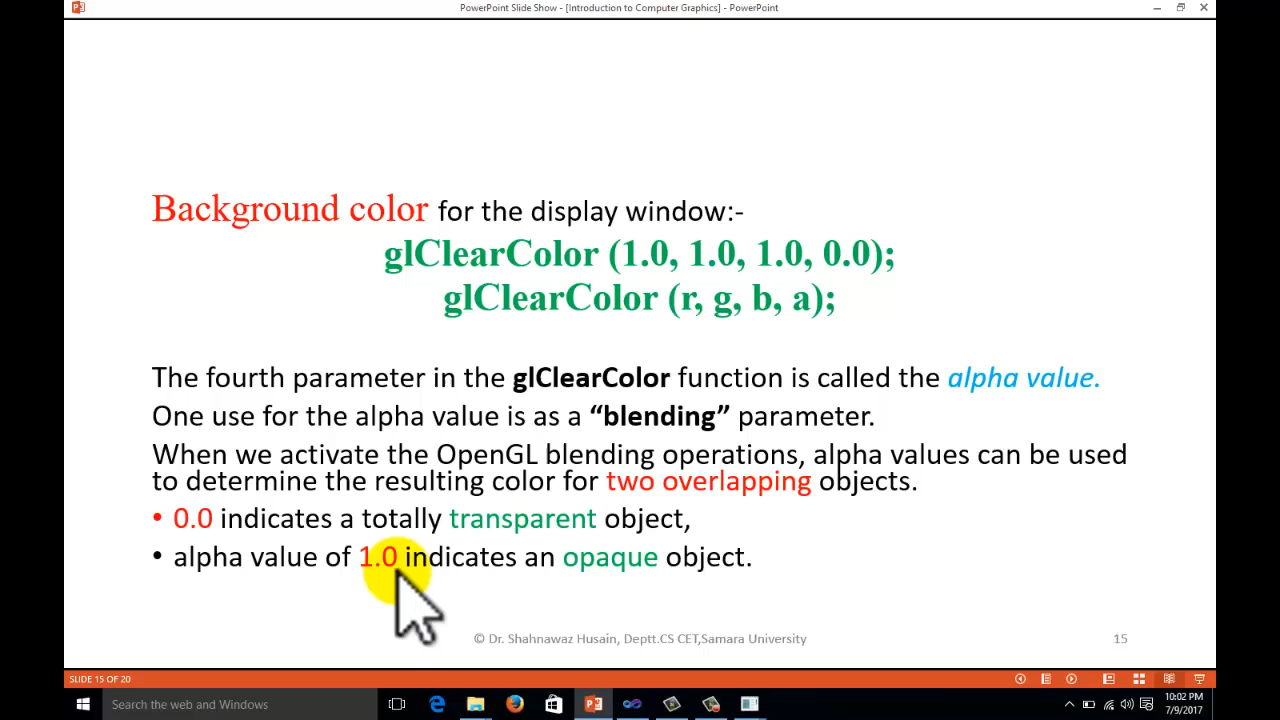 PowerPoint Slide Show - [Introduction to Computer Graphics] - PowerPoint
Background color for the display window:-
glClearColor (1.0, 1.0, 1.0, 0.0);
glClearColor (r, g, b, a);
The fourth parameter in the glClearColor function is called the alpha value.
One use for the alpha value is as a “blending” parameter.
When we activate the OpenGL blending operations, alpha values can be used
to determine the resulting color for two overlapping objects.
• 0.0 indicates a totally transparent object,
• alpha value of 1.0 indicates an opaque object.
© Dr. Shahnawaz Husain, Deptt.CS CET,Samara University
15
SLIDE 15 OF 20
Search the web and Windows
10:02 PM
7/9/2017